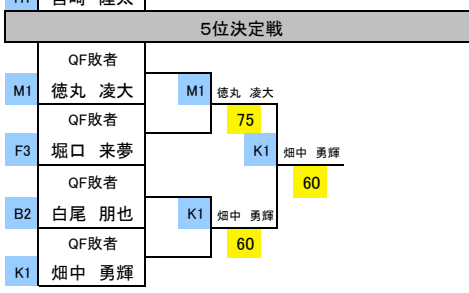 5位決定戦
QF敗者
M1 徳丸 凌大 M1 徳丸 凌大
QF敗者 75
F3 堀口 来夢 K1 畑中 勇輝
QF敗者 60
B2 白尾 朋也 K1 畑中 勇輝
QF敗者 60
K1 畑中 勇輝